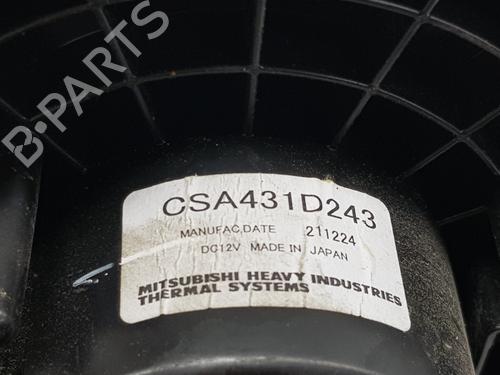 B-PARTS
CSA431D243
MANUFAC,DATE 211224
DC12V MADE IN JAPAN
MITSUBISHI HEAVY INDUSTRIES
THERMAL SYSTEMS